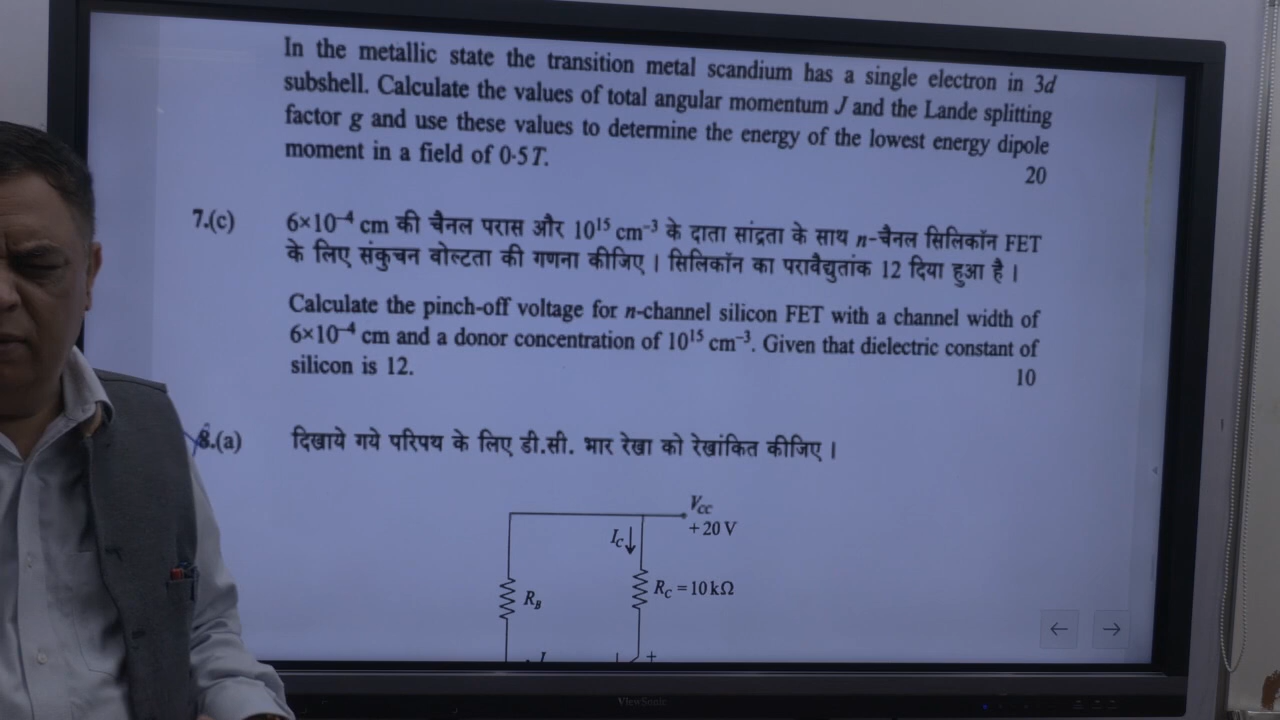 In the metallic state the transition metal scandium has a single electron in 3d
subshell. Calculate the values of total angular momentum J and the Lande splitting
factor g and use these values to determine the energy of the lowest energy dipole
moment in a field of 0·5 T.
20
7.(c) 6×10⁻⁴ cm की चैनल परास और 10¹⁵ cm⁻³ के दाता सांद्रता के साथ n-चैनल सिलिकॉन FET
के लिए संकुचन वोल्टता की गणना कीजिए । सिलिकॉन का परावैद्युतांक 12 दिया हुआ है ।
Calculate the pinch-off voltage for n-channel silicon FET with a channel width of
6×10⁻⁴ cm and a donor concentration of 10¹⁵ cm⁻³. Given that dielectric constant of
silicon is 12.
10
8.(a) दिखाये गये परिपथ के लिए डी.सी. भार रेखा को रेखांकित कीजिए ।
V_CC
+20 V
I_C
R_C = 10 kΩ
R_B
+
ViewSonic